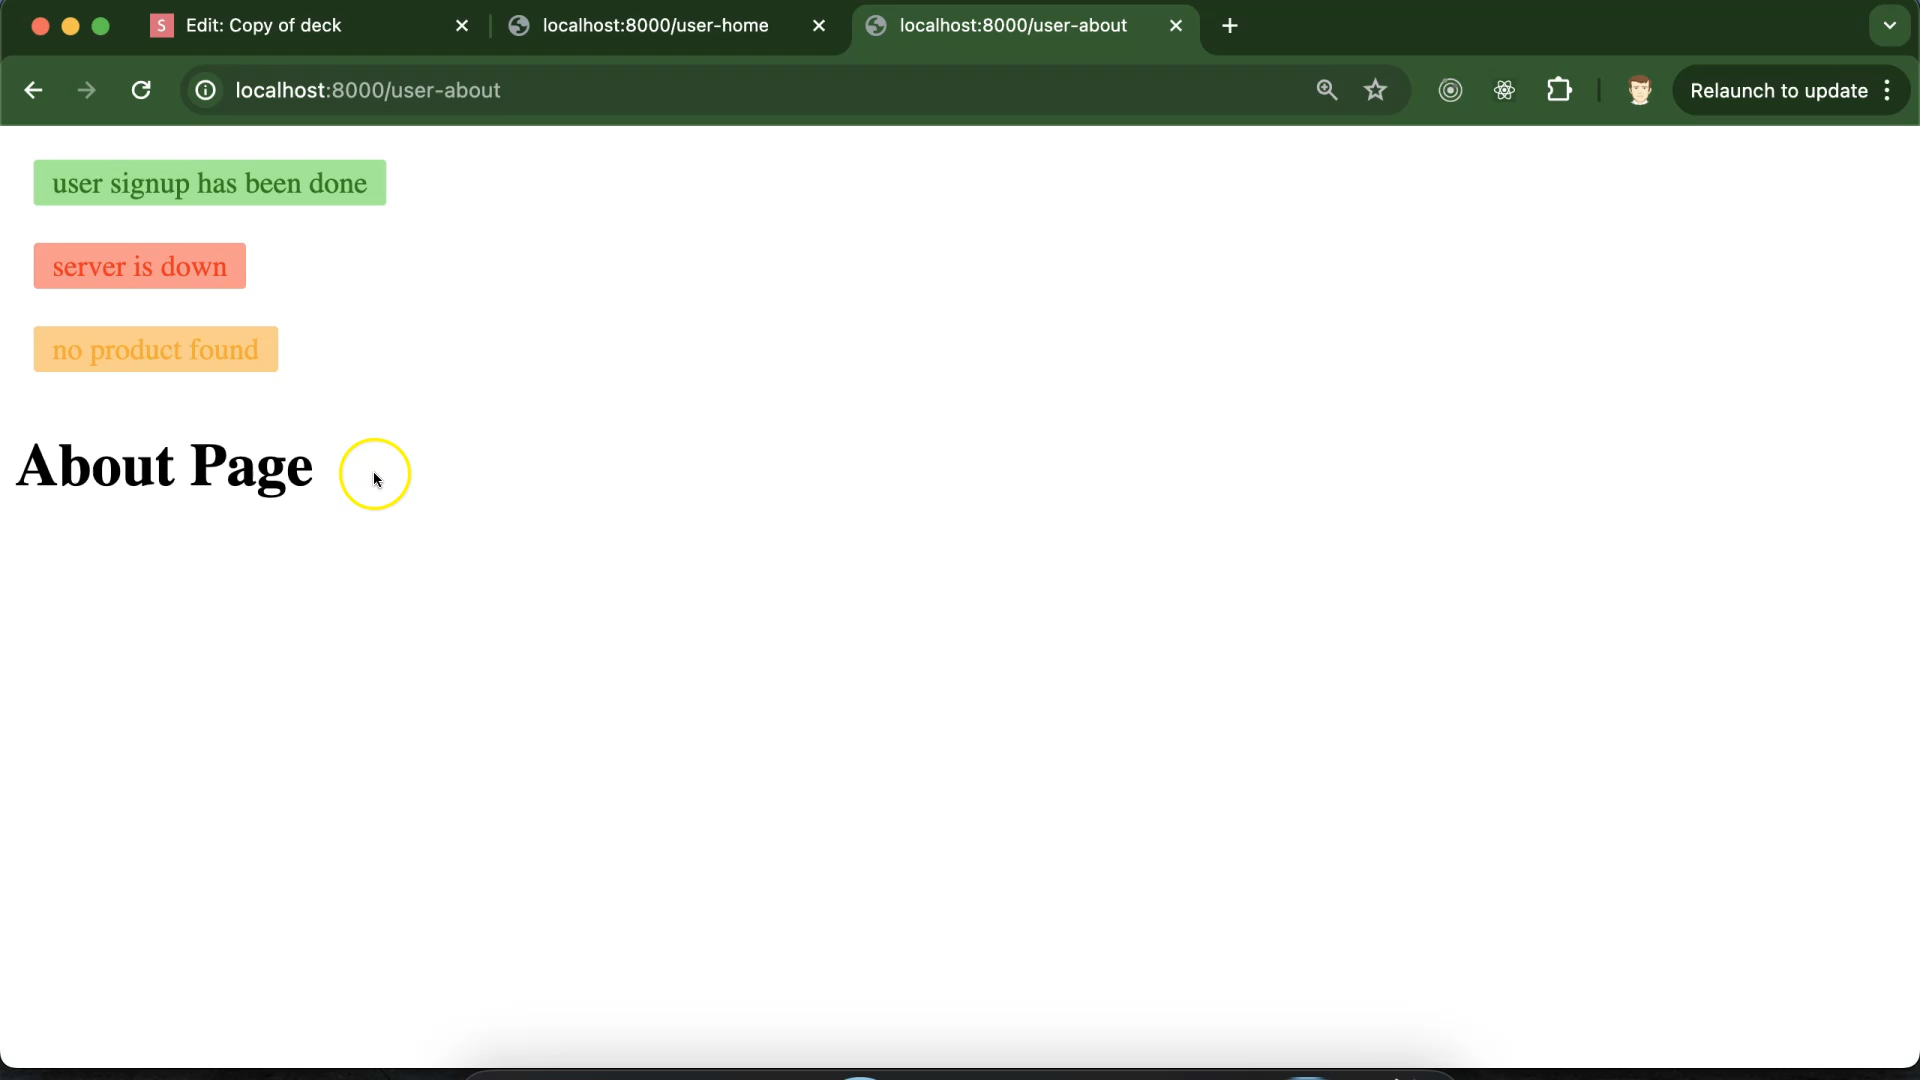 S Edit: Copy of deck
localhost:8000/user-home
localhost:8000/user-about
localhost:8000/user-about
Relaunch to update
user signup has been done
server is down
no product found
About Page